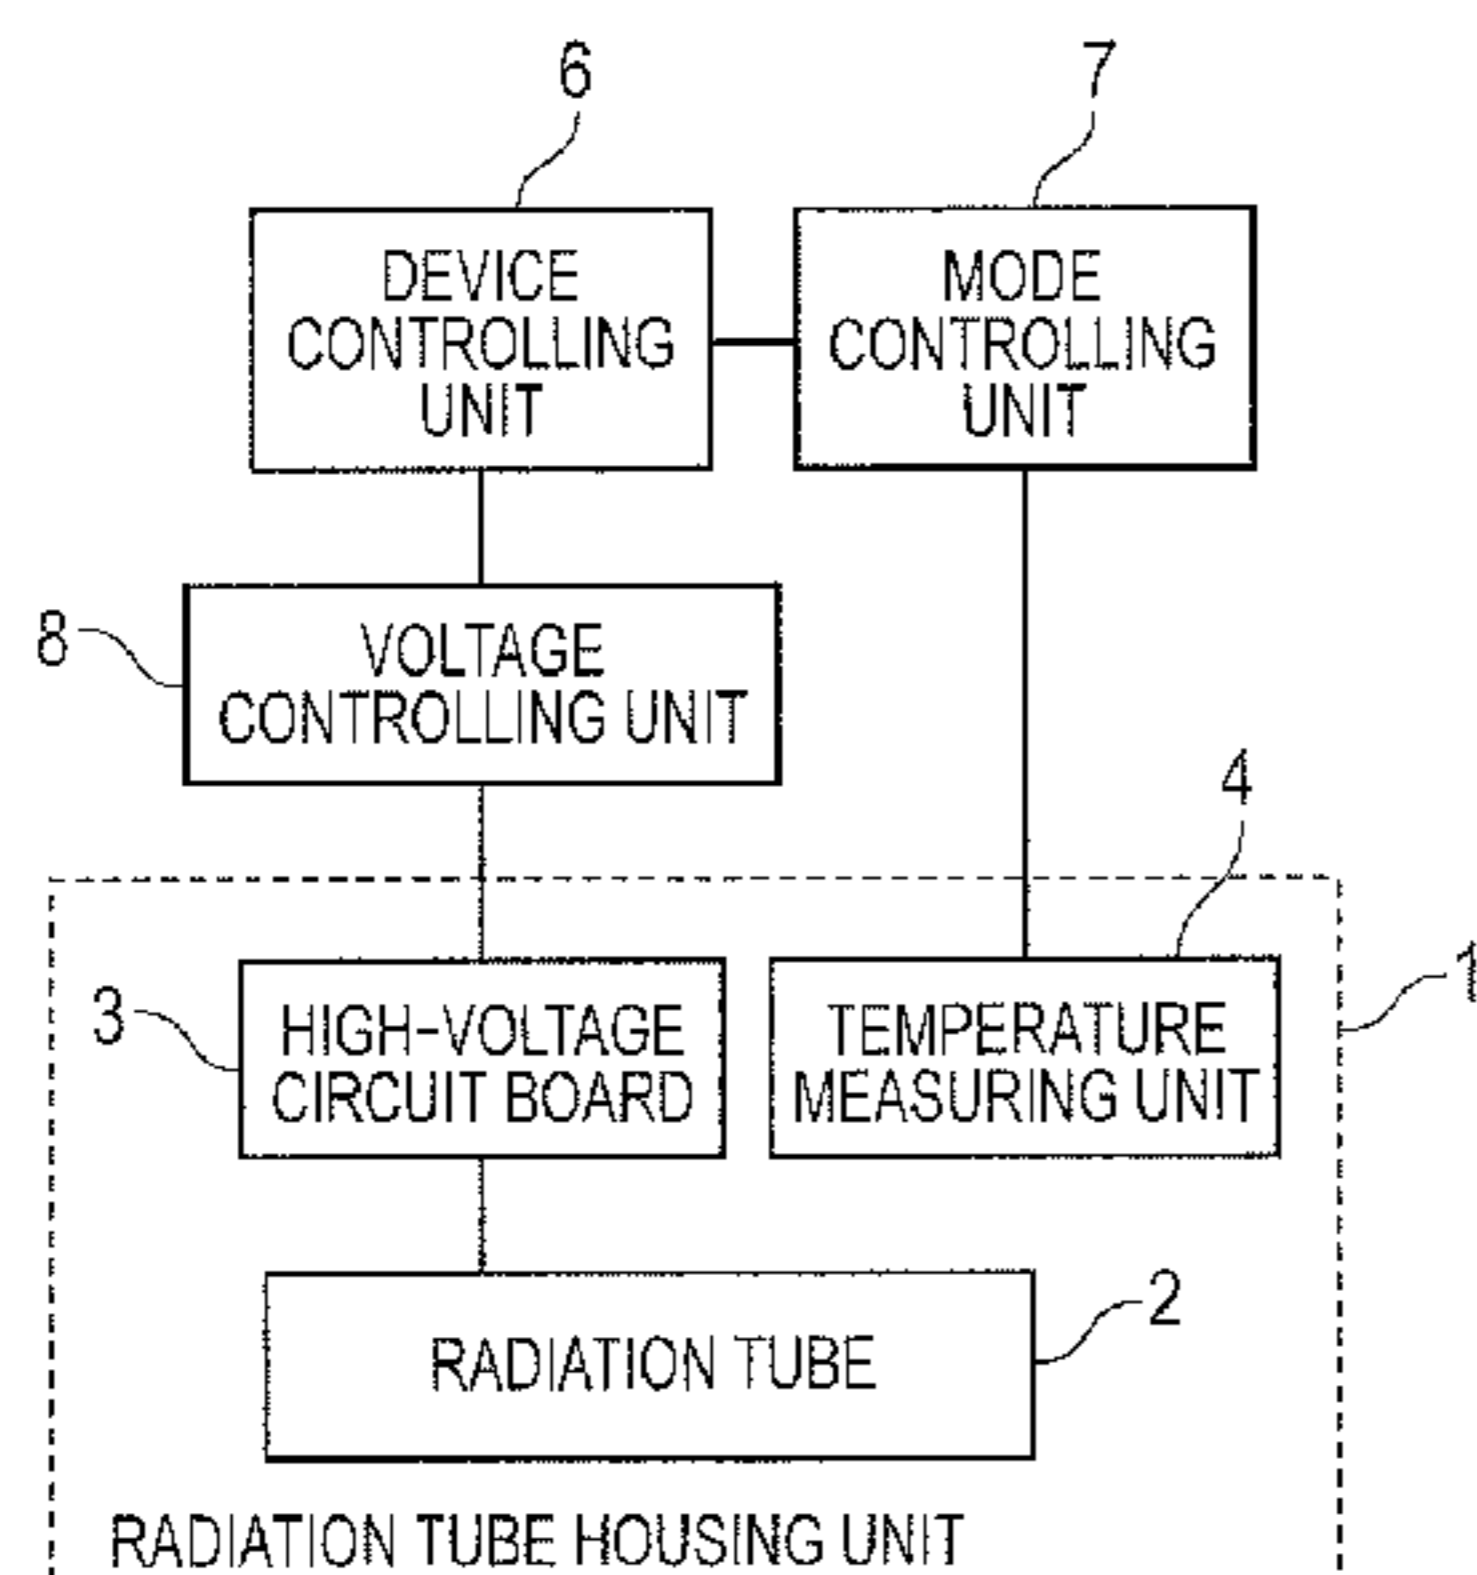 6
7
DEVICE
CONTROLLING
UNIT
MODE
CONTROLLING
UNIT
8
VOLTAGE
CONTROLLING UNIT
4
3
HIGH-VOLTAGE
CIRCUIT BOARD
TEMPERATURE
MEASURING UNIT
1
RADIATION TUBE
2
RADIATION TUBE HOUSING UNIT